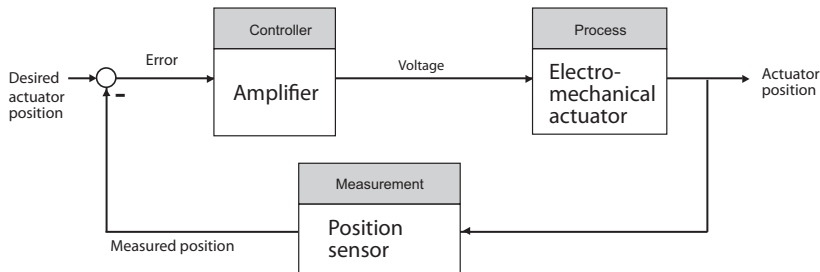 Controller
Process
Desired
actuator
position
Error
Amplifier
Voltage
Electro-
mechanical
actuator
Actuator
position
-
Measurement
Position
sensor
Measured position